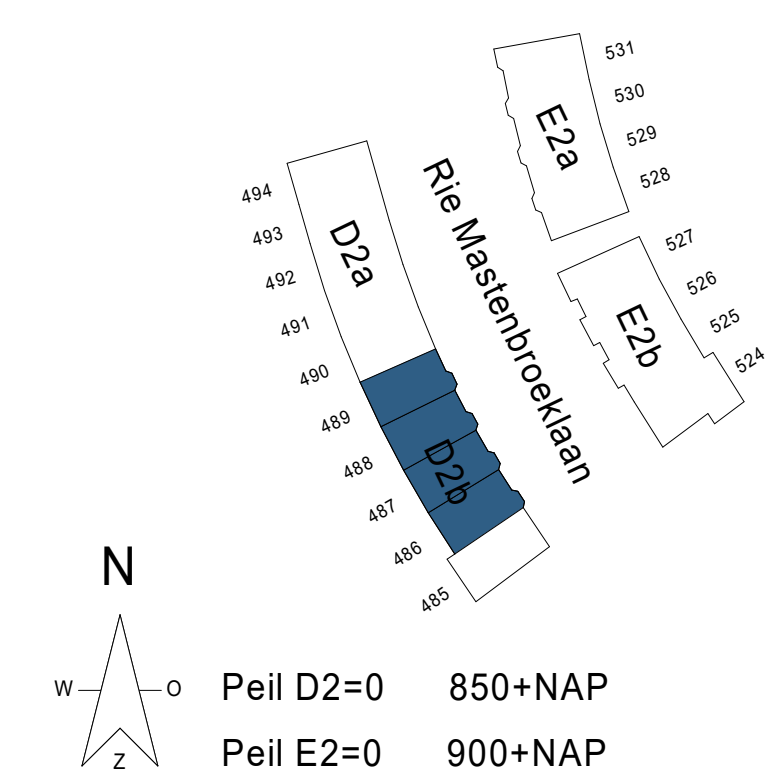 531
530
529
528
E2a
Rie Mastenbroeklaan
494
493
492
491
D2a
527
526
525
524
E2b
490
489
488
487
486
485
D2b
N
W
O
Z
Peil D2=0 850+NAP
Peil E2=0 900+NAP